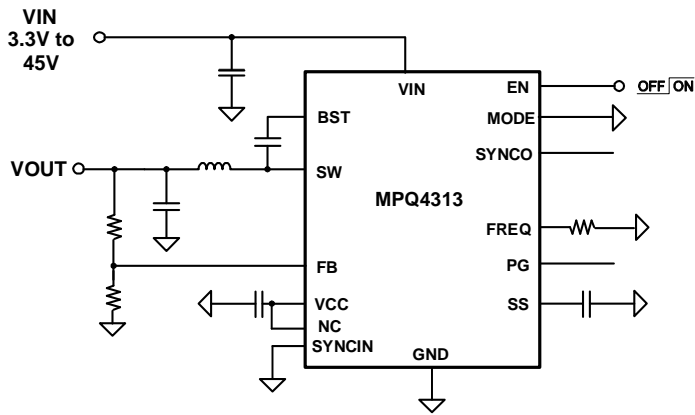 VIN
3.3V to
45V
VIN
EN
OFF ON
BST
MODE
VOUT
SW
SYNCO
MPQ4313
FREQ
FB
PG
VCC
SS
NC
SYNCIN
GND